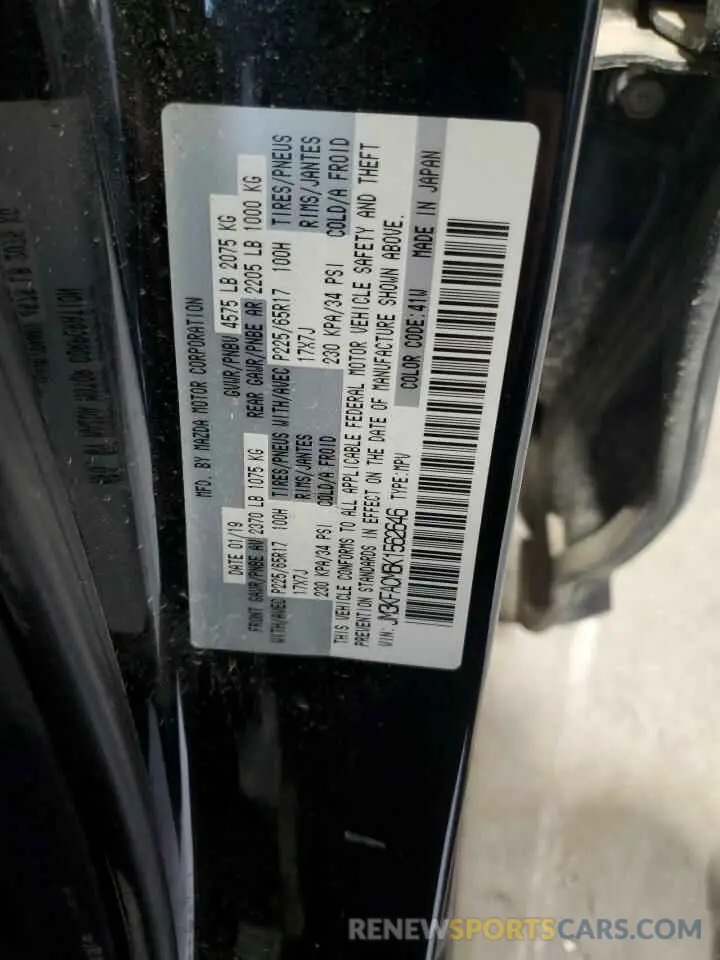 MFD. BY MAZDA MOTOR CORPORATION
DATE 01/19 GVWR/PNBV 4575 LB 2075 KG
FRONT GAWR/PNBE AV 2370 LB 1075 KG REAR GAWR/PNBE AR 2205 LB 1000 KG
WITH/AVEC P225/65R17 100H TIRES/PNEUS WITH/AVEC P225/65R17 100H TIRES/PNEUS
17X7J RIMS/JANTES 17X7J RIMS/JANTES
230 KPA/34 PSI COLD/A FROID 230 KPA/34 PSI COLD/A FROID
THIS VEHICLE CONFORMS TO ALL APPLICABLE FEDERAL MOTOR VEHICLE SAFETY AND THEFT
PREVENTION STANDARDS IN EFFECT ON THE DATE OF MANUFACTURE SHOWN ABOVE.
VIN: JM3KFACM6K1562646 TYPE:MPV COLOR CODE:41W MADE IN JAPAN
RENEWSPORTSCARS.COM